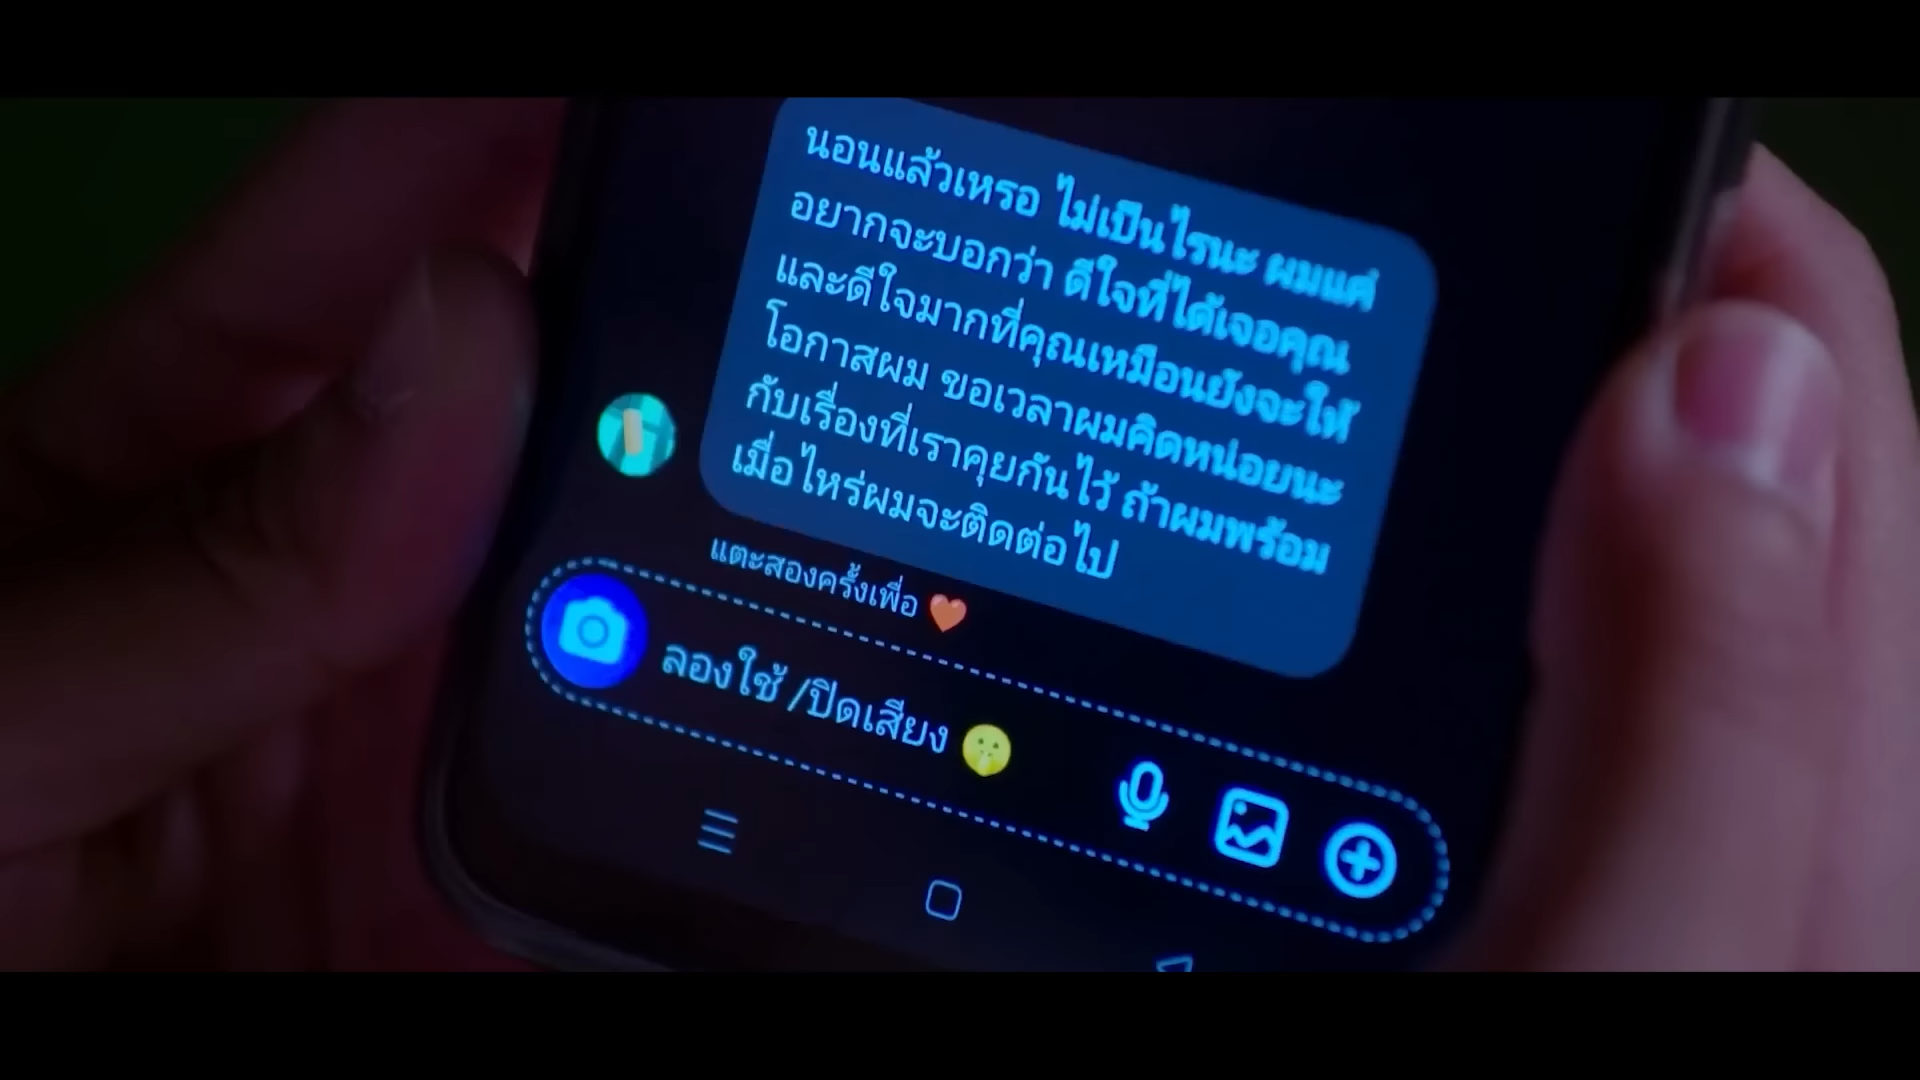 นอนแล้วเหรอ ไม่เป็นไรนะ ผมแค่
อยากจะบอกว่า ดีใจที่ได้เจอคุณ
และดีใจมากที่คุณเหมือนยังจะให้
โอกาสผม ขอเวลาผมคิดหน่อยนะ
กับเรื่องที่เราคุยกันไว้ ถ้าผมพร้อม
เมื่อไหร่ผมจะติดต่อไป
แตะสองครั้งเพื่อ ❤️
ลองใช้ /ปิดเสียง 🤫